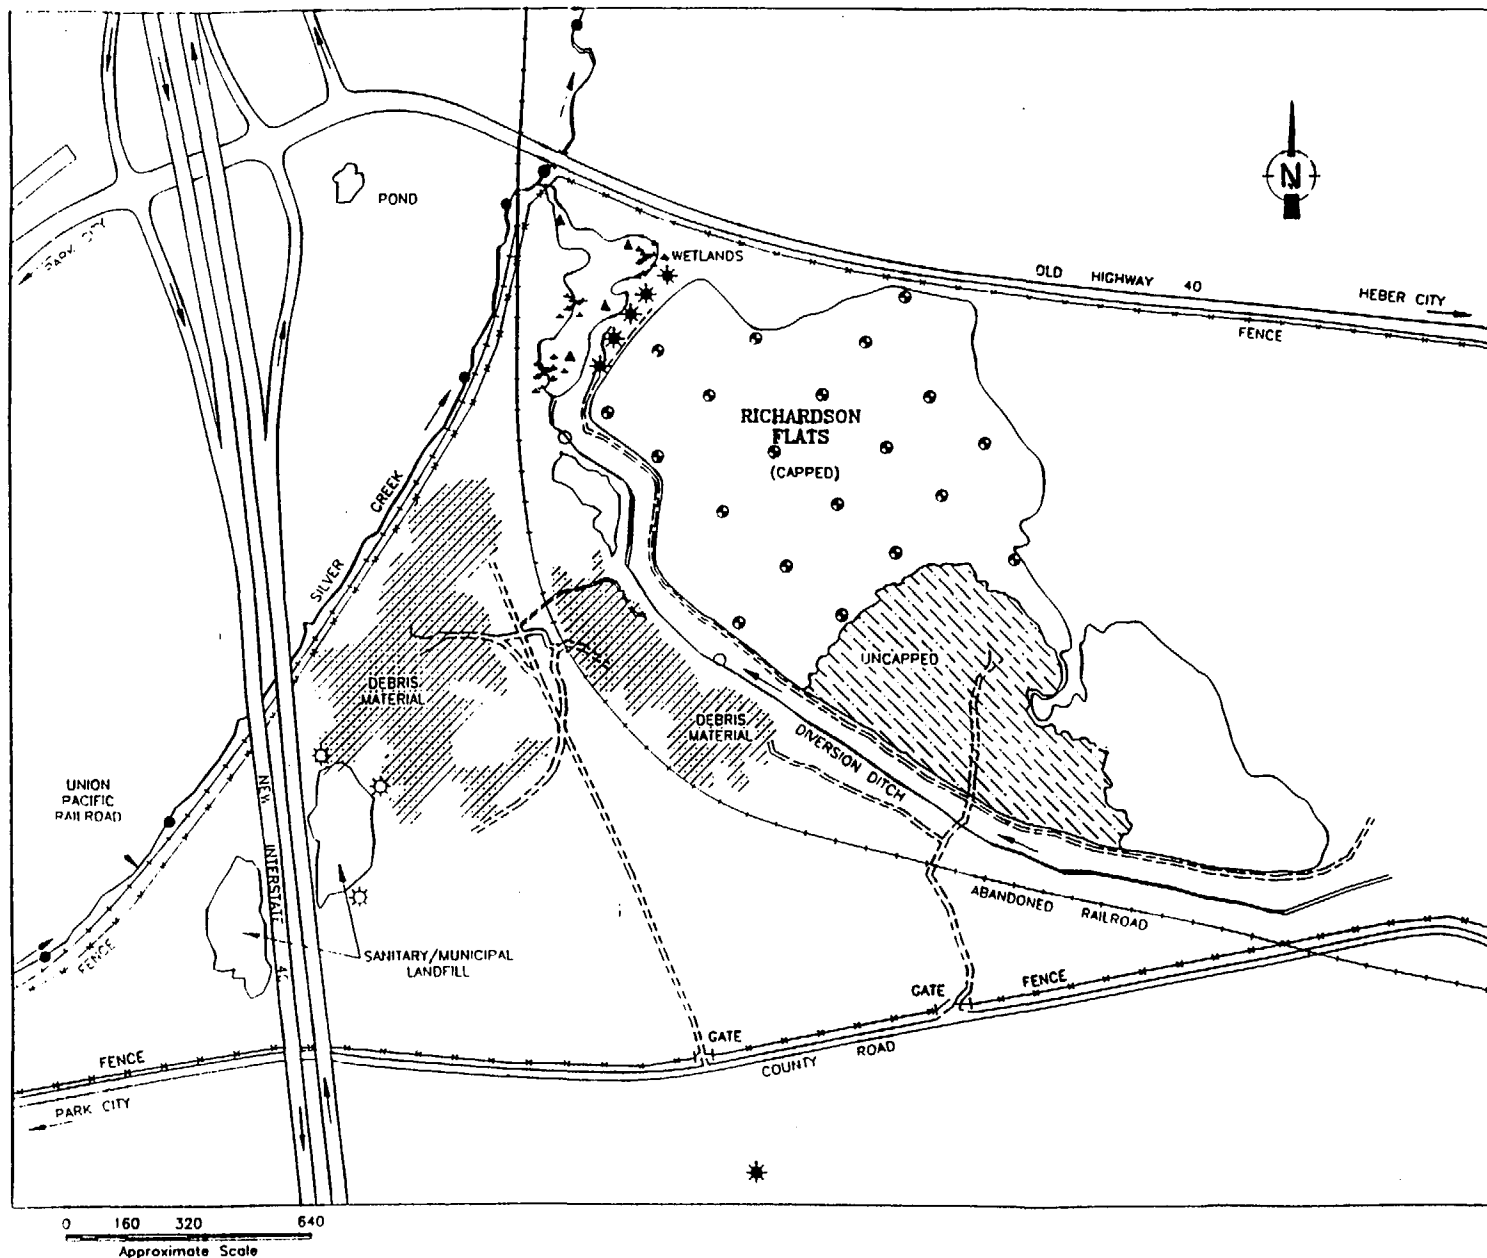 N
POND
PARK CITY
WETLANDS
OLD HIGHWAY 40
HEBER CITY
FENCE
RICHARDSON
FLATS
(CAPPED)
SILVER CREEK
UNCAPPED
DEBRIS
MATERIAL
DEBRIS
MATERIAL
DIVERSION DITCH
UNION
PACIFIC
RAILROAD
NEW INTERSTATE 40
FENCE
ABANDONED RAILROAD
SANITARY/MUNICIPAL
LANDFILL
GATE
FENCE
GATE
COUNTY ROAD
FENCE
PARK CITY
0 160 320 640
Approximate Scale